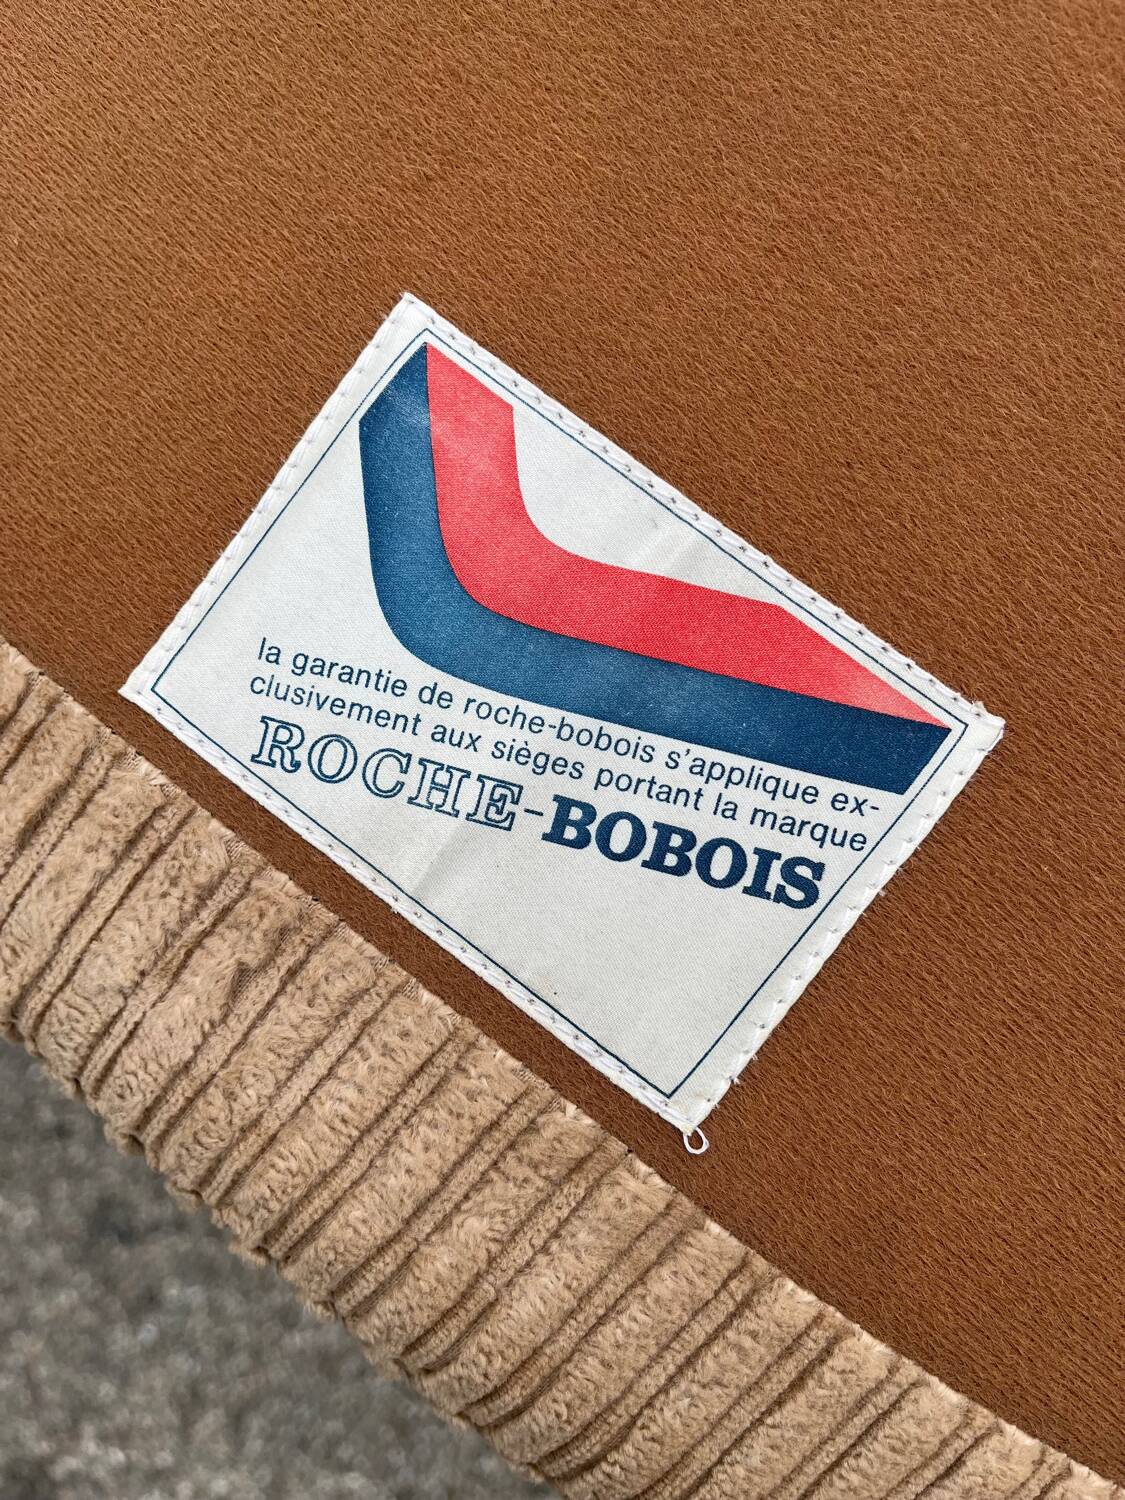 la garantie de roche-bobois s'applique ex-
clusivement aux sièges portant la marque
ROCHE-BOBOIS